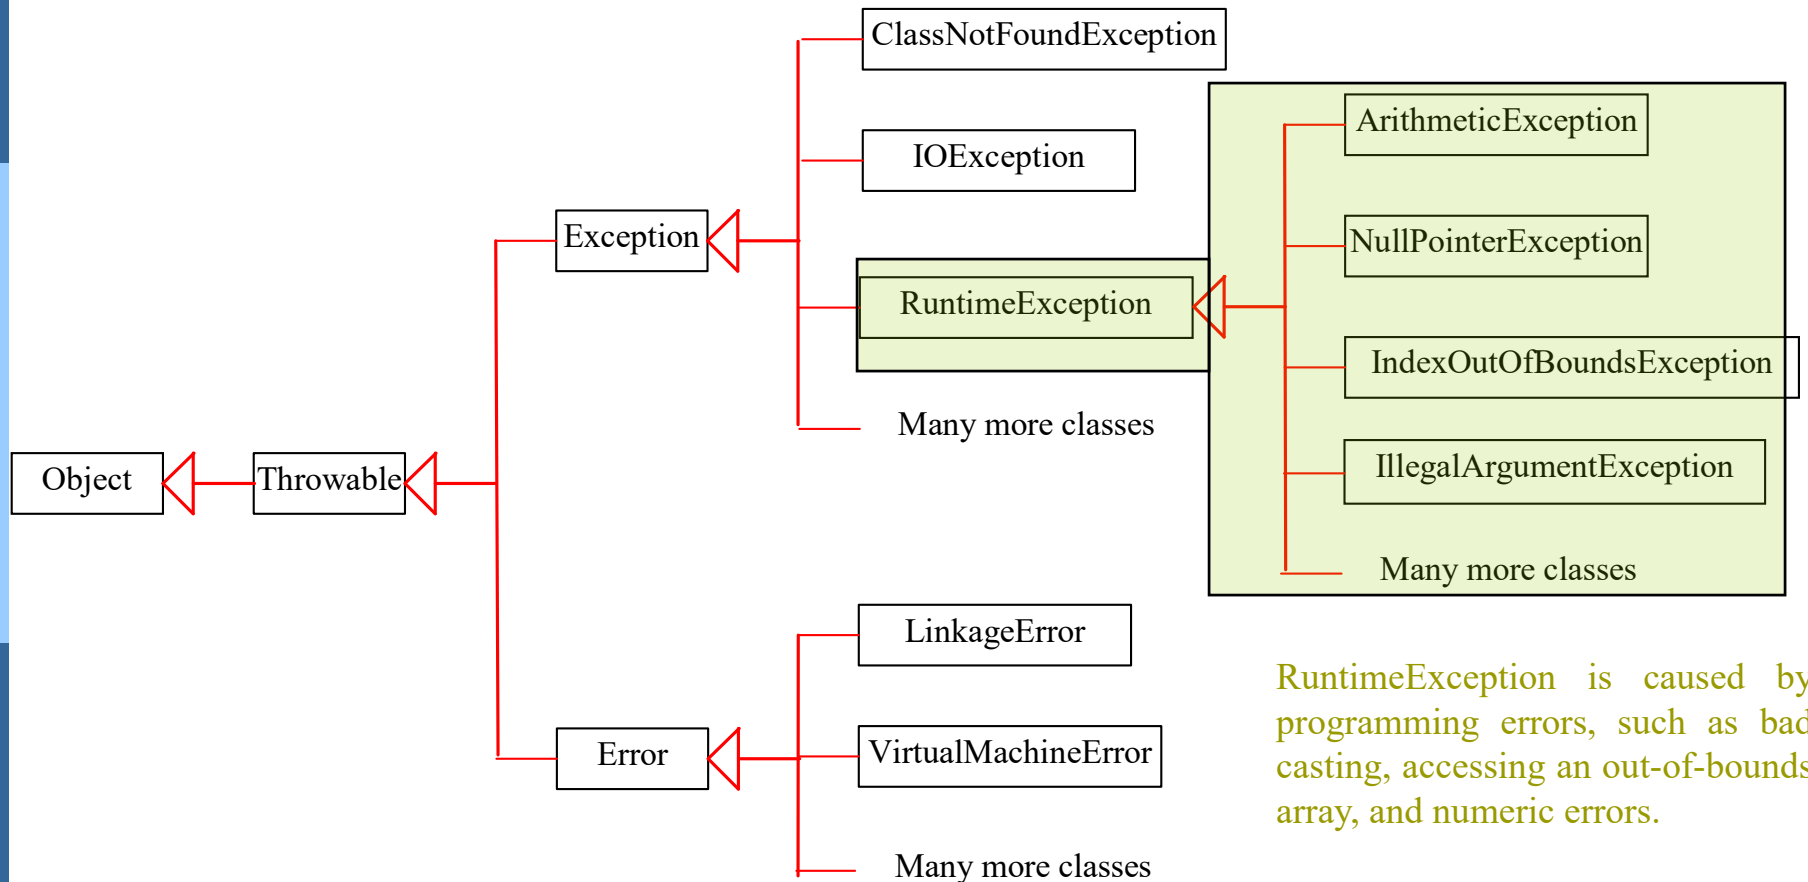 ClassNotFoundException
ArithmeticException
IOException
NullPointerException
Exception
RuntimeException
IndexOutOfBoundsException
Many more classes
IllegalArgumentException
Object
Throwable
Many more classes
LinkageError
RuntimeException is caused by
programming errors, such as bad
casting, accessing an out-of-bounds
array, and numeric errors.
Error
VirtualMachineError
Many more classes